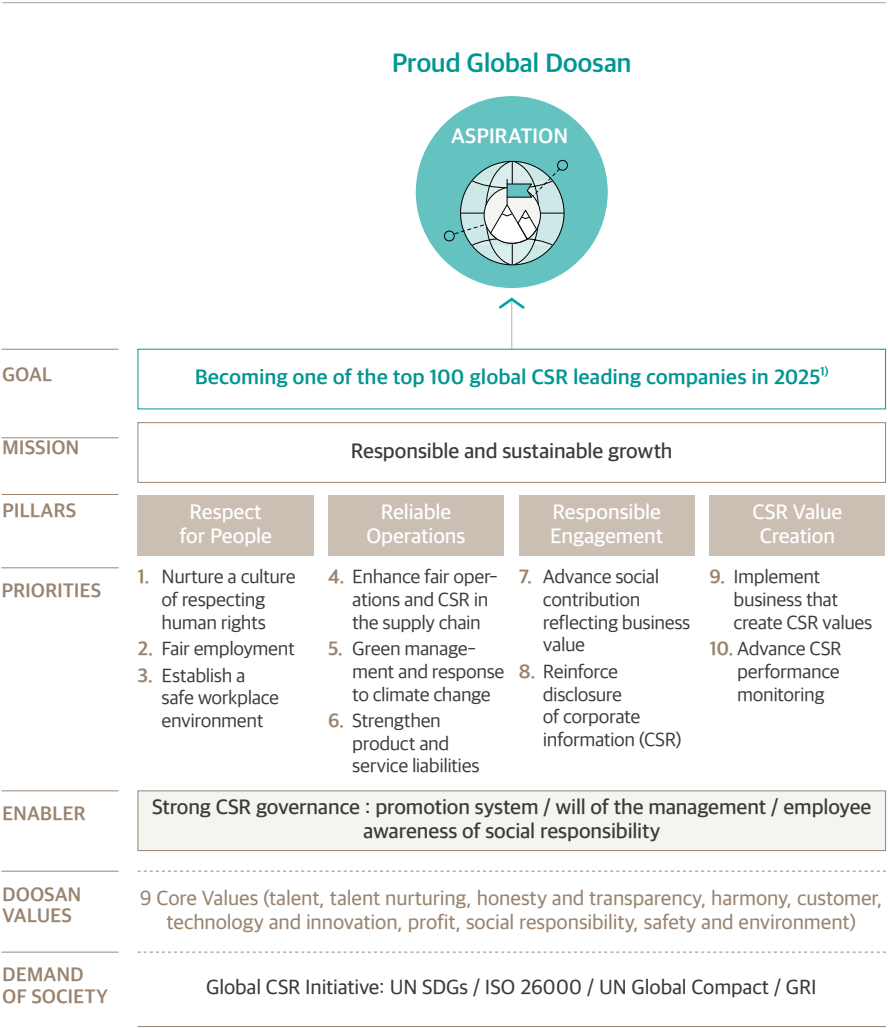 Proud Global Doosan
ASPIRATION
GOAL
Becoming one of the top 100 global CSR leading companies in 2025¹⁾
MISSION
Responsible and sustainable growth
PILLARS
Respect
for People
Reliable
Operations
Responsible
Engagement
CSR Value
Creation
PRIORITIES
1. Nurture a culture
of respecting
human rights
2. Fair employment
3. Establish a
safe workplace
environment
4. Enhance fair oper-
ations and CSR in
the supply chain
5. Green manage-
ment and response
to climate change
6. Strengthen
product and
service liabilities
7. Advance social
contribution
reflecting business
value
8. Reinforce
disclosure
of corporate
information (CSR)
9. Implement
business that
create CSR values
10. Advance CSR
performance
monitoring
ENABLER
Strong CSR governance : promotion system / will of the management / employee
awareness of social responsibility
DOOSAN
VALUES
9 Core Values (talent, talent nurturing, honesty and transparency, harmony, customer,
technology and innovation, profit, social responsibility, safety and environment)
DEMAND
OF SOCIETY
Global CSR Initiative: UN SDGs / ISO 26000 / UN Global Compact / GRI